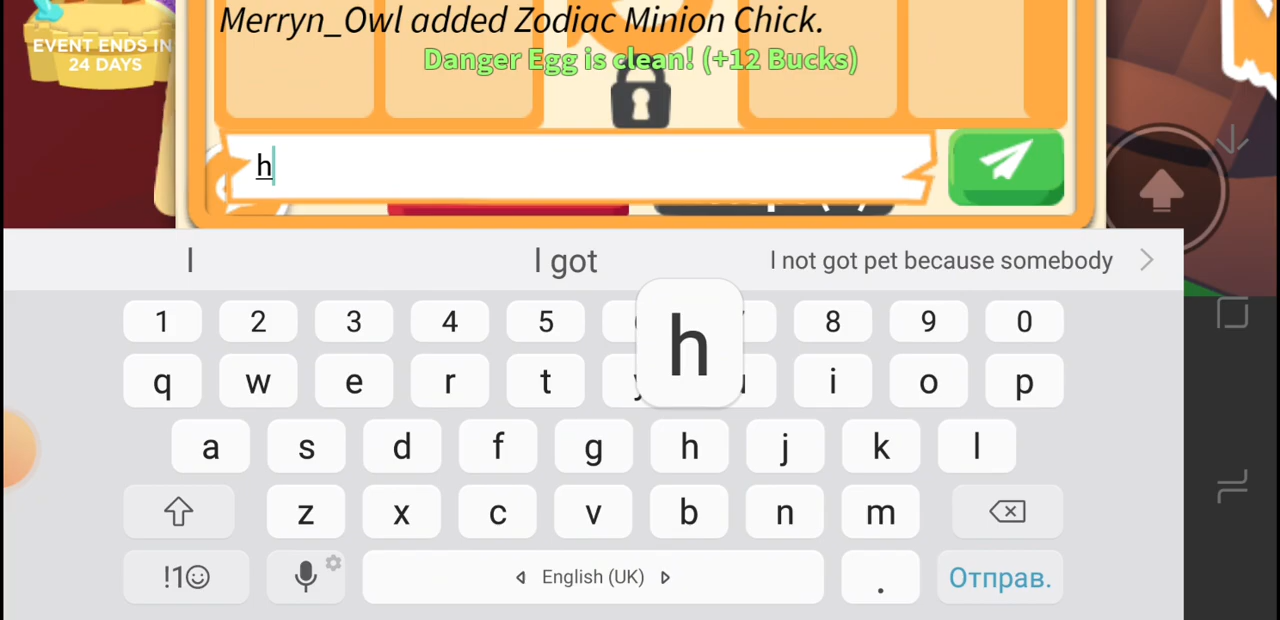 Merryn_Owl added Zodiac Minion Chick.
EVENT ENDS IN
24 DAYS
Danger Egg is clean! (+12 Bucks)
h
I
I got
I not got pet because somebody
h
1 2 3 4 5 8 9 0
q w e r t i o p
a s d f g h j k l
z x c v b n m
!1☺ English (UK) . Отправ.